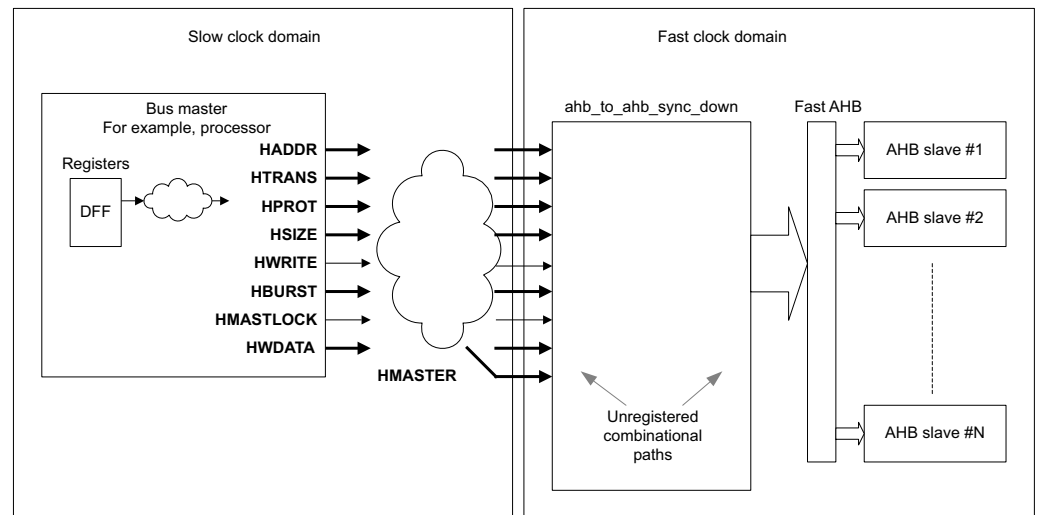 Slow clock domain
Bus master
For example, processor
Registers
DFF
HADDR
HTRANS
HPROT
HSIZE
HWRITE
HBURST
HMASTLOCK
HWDATA
HMASTER
Fast clock domain
ahb_to_ahb_sync_down
Unregistered
combinational
paths
Fast AHB
AHB slave #1
AHB slave #2
AHB slave #N